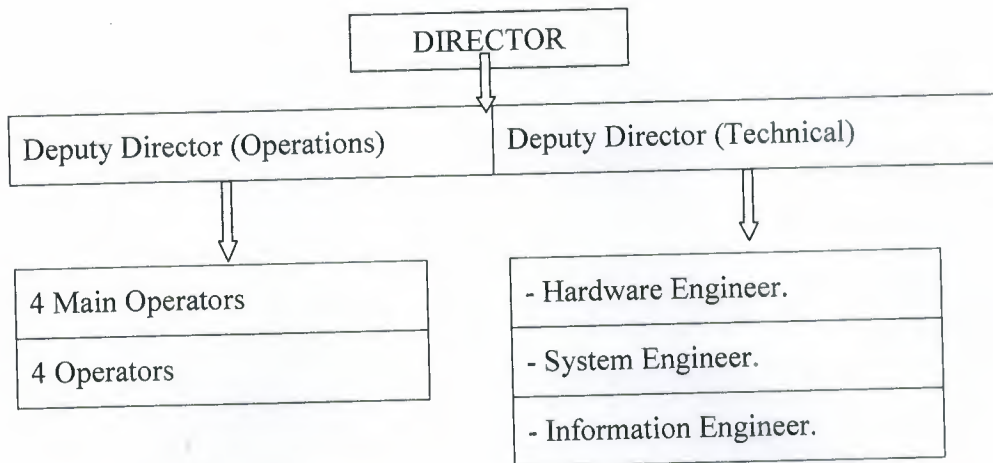 DIRECTOR
Deputy Director (Operations)
Deputy Director (Technical)
4 Main Operators
4 Operators
- Hardware Engineer.
- System Engineer.
- Information Engineer.